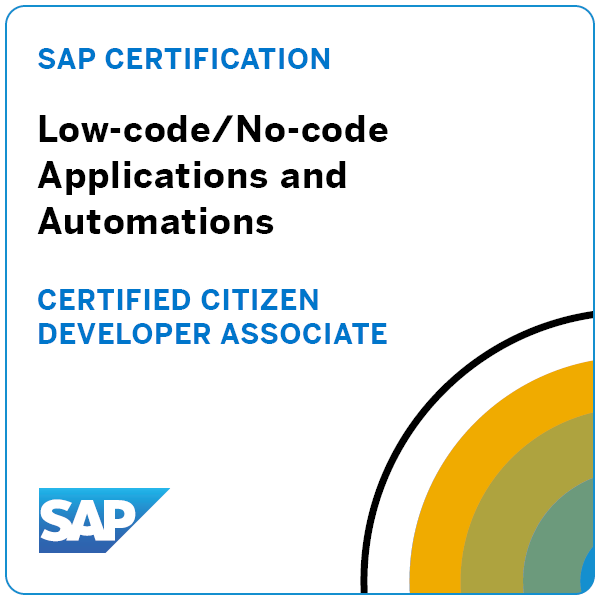 SAP CERTIFICATION
Low-code/No-code
Applications and
Automations
CERTIFIED CITIZEN
DEVELOPER ASSOCIATE
SAP